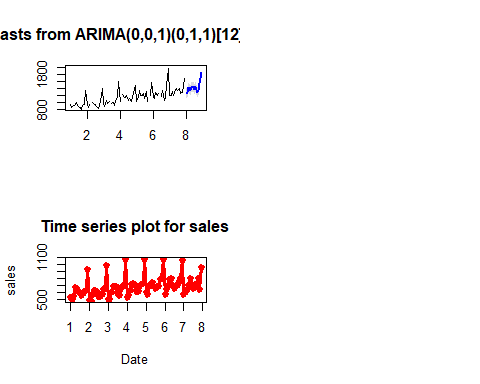 asts from ARIMA(0,0,1)(0,1,1)[12]
1800
800
2 4 6 8
Time series plot for sales
1100
500
sales
1 2 3 4 5 6 7 8
Date